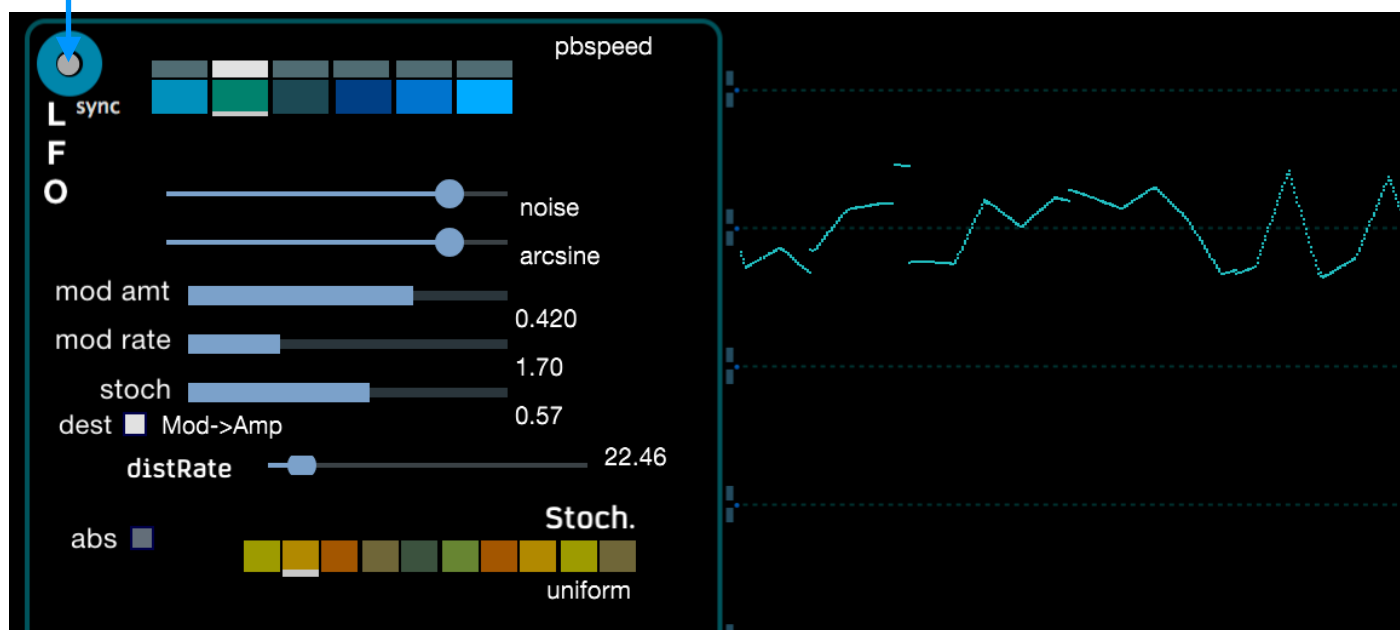 pbspeed
sync
L
F
O
noise
arcsine
mod amt
0.420
mod rate
1.70
stoch
0.57
dest Mod->Amp
distRate 22.46
Stoch.
abs
uniform